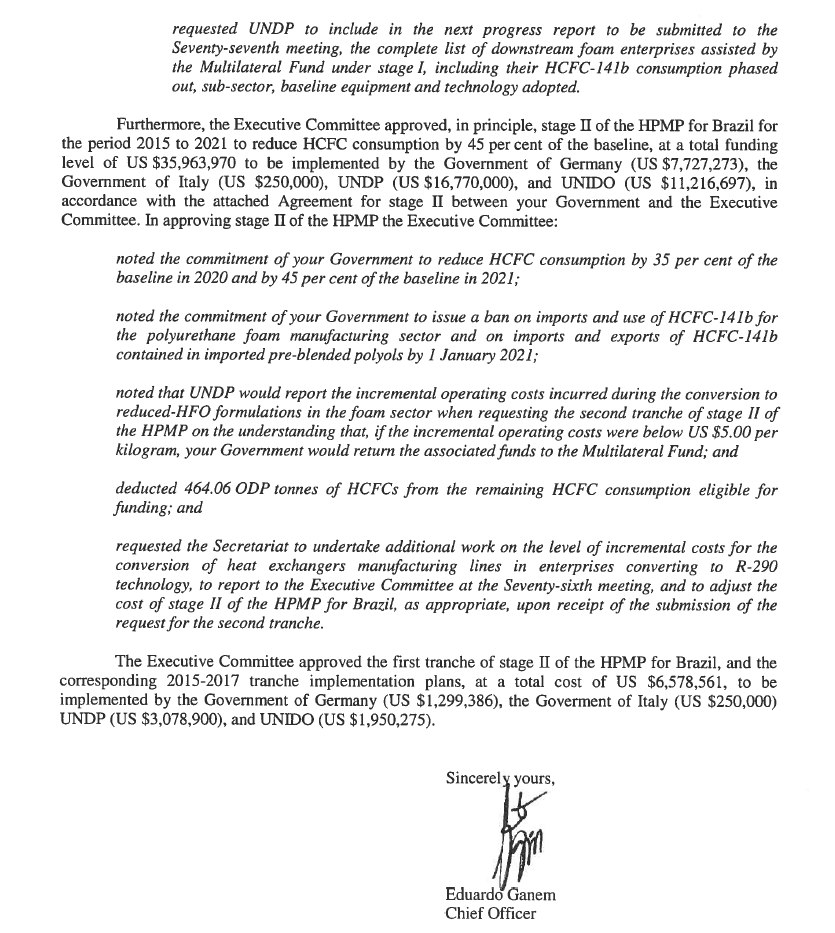 requested UNDP to include in the next progress report to be submitted to the
Seventy-seventh meeting, the complete list of downstream foam enterprises assisted by
the Multilateral Fund under stage I, including their HCFC-141b consumption phased
out, sub-sector, baseline equipment and technology adopted.
Furthermore, the Executive Committee approved, in principle, stage II of the HPMP for Brazil for
the period 2015 to 2021 to reduce HCFC consumption by 45 per cent of the baseline, at a total funding
level of US $35,963,970 to be implemented by the Government of Germany (US $7,727,273), the
Government of Italy (US $250,000), UNDP (US $16,770,000), and UNIDO (US $11,216,697), in
accordance with the attached Agreement for stage II between your Government and the Executive
Committee. In approving stage II of the HPMP the Executive Committee:
noted the commitment of your Government to reduce HCFC consumption by 35 per cent of the
baseline in 2020 and by 45 per cent of the baseline in 2021;
noted the commitment of your Government to issue a ban on imports and use of HCFC-141b for
the polyurethane foam manufacturing sector and on imports and exports of HCFC-141b
contained in imported pre-blended polyols by 1 January 2021;
noted that UNDP would report the incremental operating costs incurred during the conversion to
reduced-HFO formulations in the foam sector when requesting the second tranche of stage II of
the HPMP on the understanding that, if the incremental operating costs were below US $5.00 per
kilogram, your Government would return the associated funds to the Multilateral Fund; and
deducted 464.06 ODP tonnes of HCFCs from the remaining HCFC consumption eligible for
funding; and
requested the Secretariat to undertake additional work on the level of incremental costs for the
conversion of heat exchangers manufacturing lines in enterprises converting to R-290
technology, to report to the Executive Committee at the Seventy-sixth meeting, and to adjust the
cost of stage II of the HPMP for Brazil, as appropriate, upon receipt of the submission of the
request for the second tranche.
The Executive Committee approved the first tranche of stage II of the HPMP for Brazil, and the
corresponding 2015-2017 tranche implementation plans, at a total cost of US $6,578,561, to be
implemented by the Government of Germany (US $1,299,386), the Goverment of Italy (US $250,000)
UNDP (US $3,078,900), and UNIDO (US $1,950,275).
Sincerely yours,
Eduardo Ganem
Chief Officer